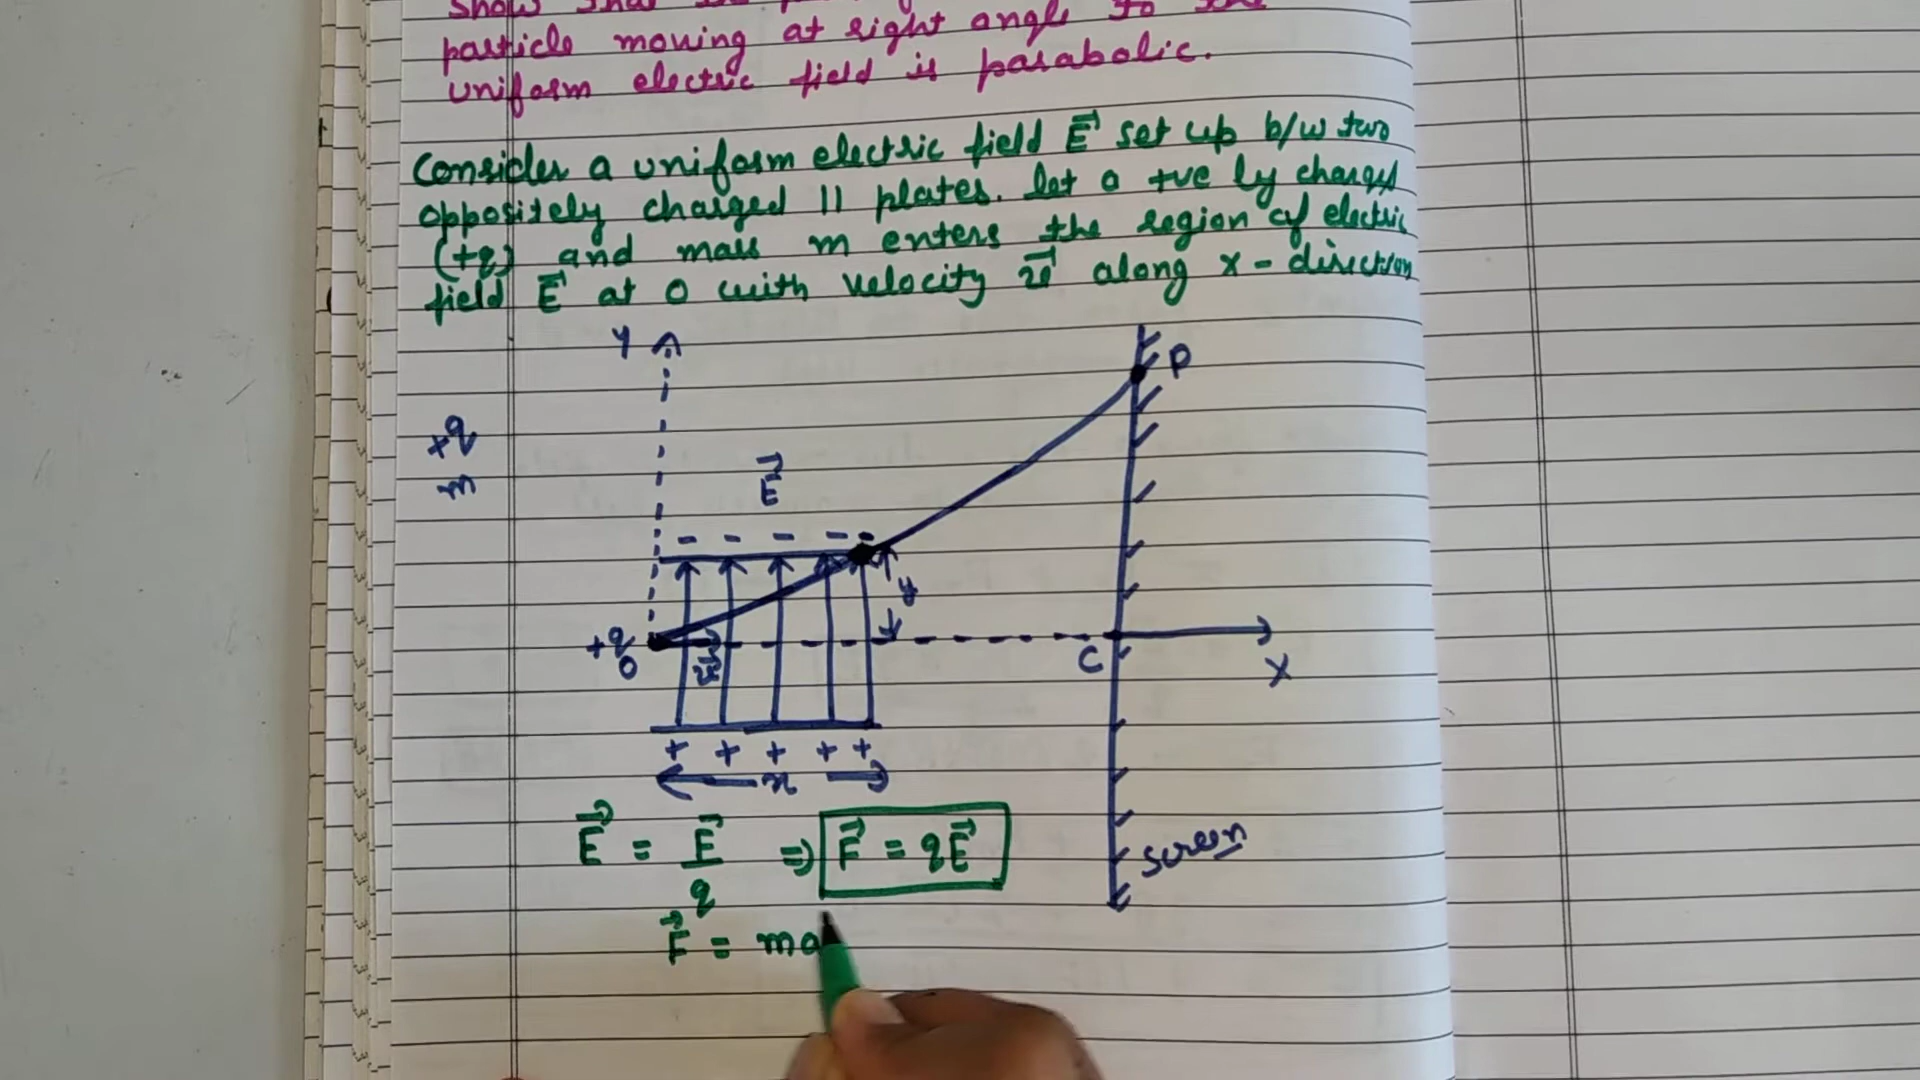 particle moving at right angle to the
uniform electric field is parabolic.
Consider a uniform electric field E⃗ set up b/w two
oppositely charged || plates. let a +ve ly charged
(+q) and mass m enters the region of electric
field E⃗ at O with velocity v⃗ along x-direction
Y
P
+q
m
E⃗
- - - - -
y
+q
O
v⃗
C
X
+ + + + +
x
E⃗ = F⃗/q ⇒ F⃗ = qE⃗
Screen
F⃗ = ma